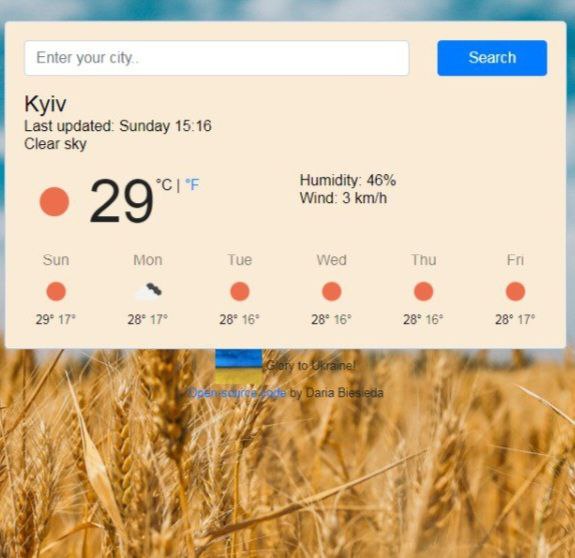 Enter your city..
Search
Kyiv
Last updated: Sunday 15:16
Clear sky
29 °C | °F
Humidity: 46%
Wind: 3 km/h
Sun Mon Tue Wed Thu Fri
29° 17° 28° 17° 28° 16° 28° 16° 28° 16° 28° 17°
Glory to Ukraine!
Open-source code by Daria Biesieda